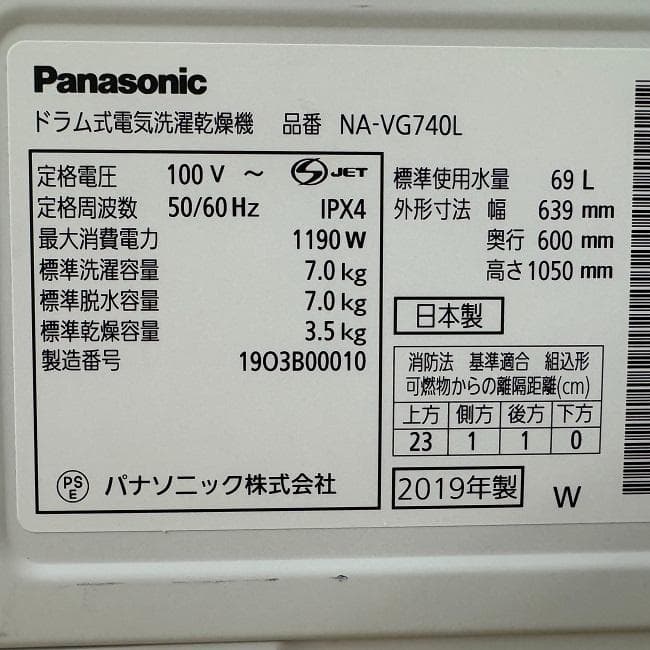 Panasonic
ドラム式電気洗濯乾燥機 品番 NA-VG740L
定格電圧 100 V ～ S JET
定格周波数 50/60 Hz IPX4
最大消費電力 1190 W
標準洗濯容量 7.0 kg
標準脱水容量 7.0 kg
標準乾燥容量 3.5 kg
製造番号 19O3B00010
PS E パナソニック株式会社
標準使用水量 69 L
外形寸法 幅 639 mm
奥行 600 mm
高さ 1050 mm
日本製
消防法 基準適合 組込形
可燃物からの離隔距離(cm)
上方 側方 後方 下方
23 1 1 0
2019年製 W